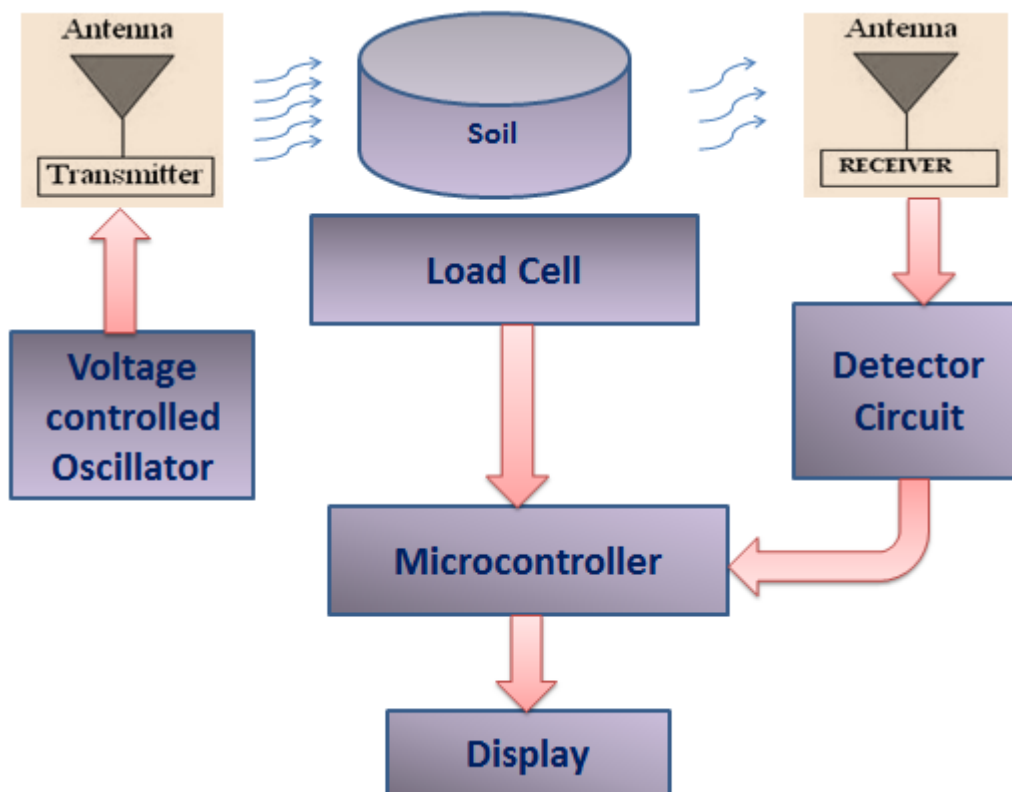 Antenna
Transmitter
Soil
Antenna
RECEIVER
Load Cell
Voltage
controlled
Oscillator
Detector
Circuit
Microcontroller
Display